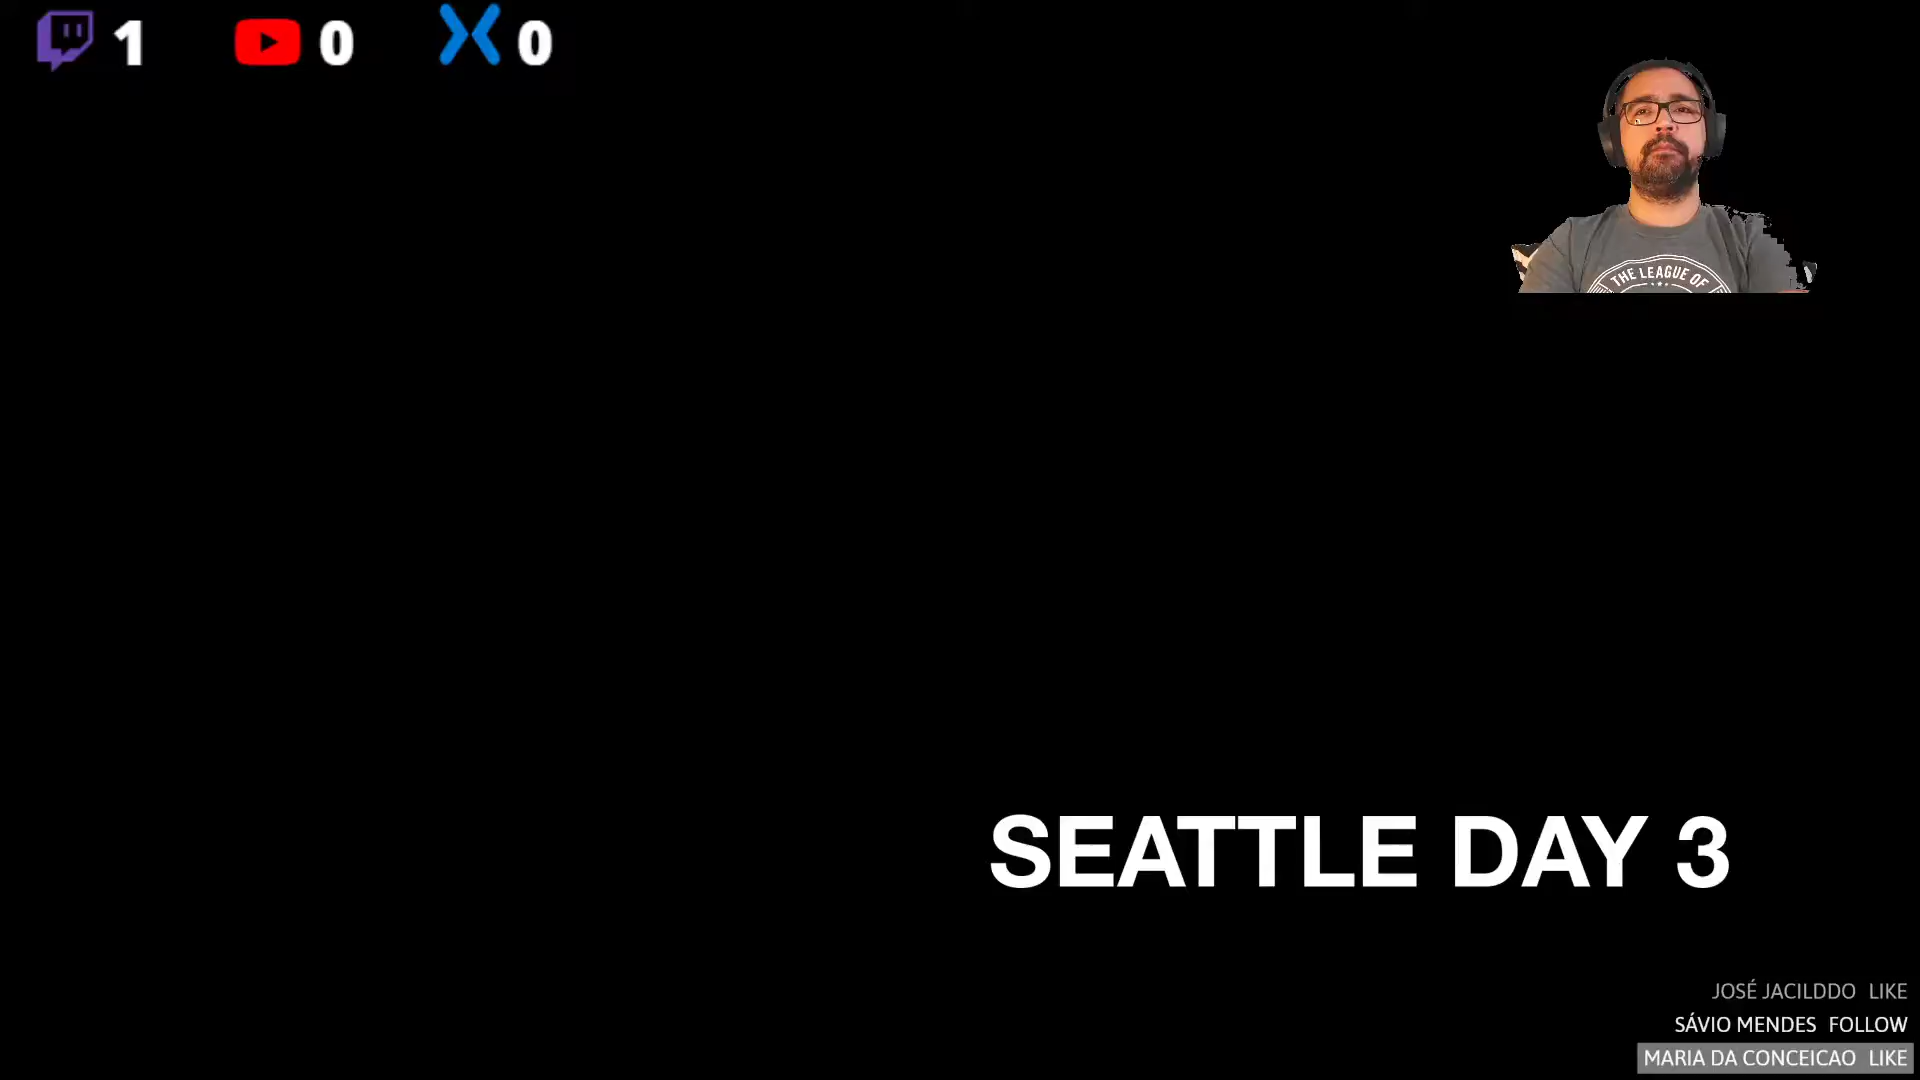 1 0 0
THE LEAGUE OF
SEATTLE DAY 3
JOSÉ JACILDDO LIKE
SÁVIO MENDES FOLLOW
MARIA DA CONCEICAO LIKE